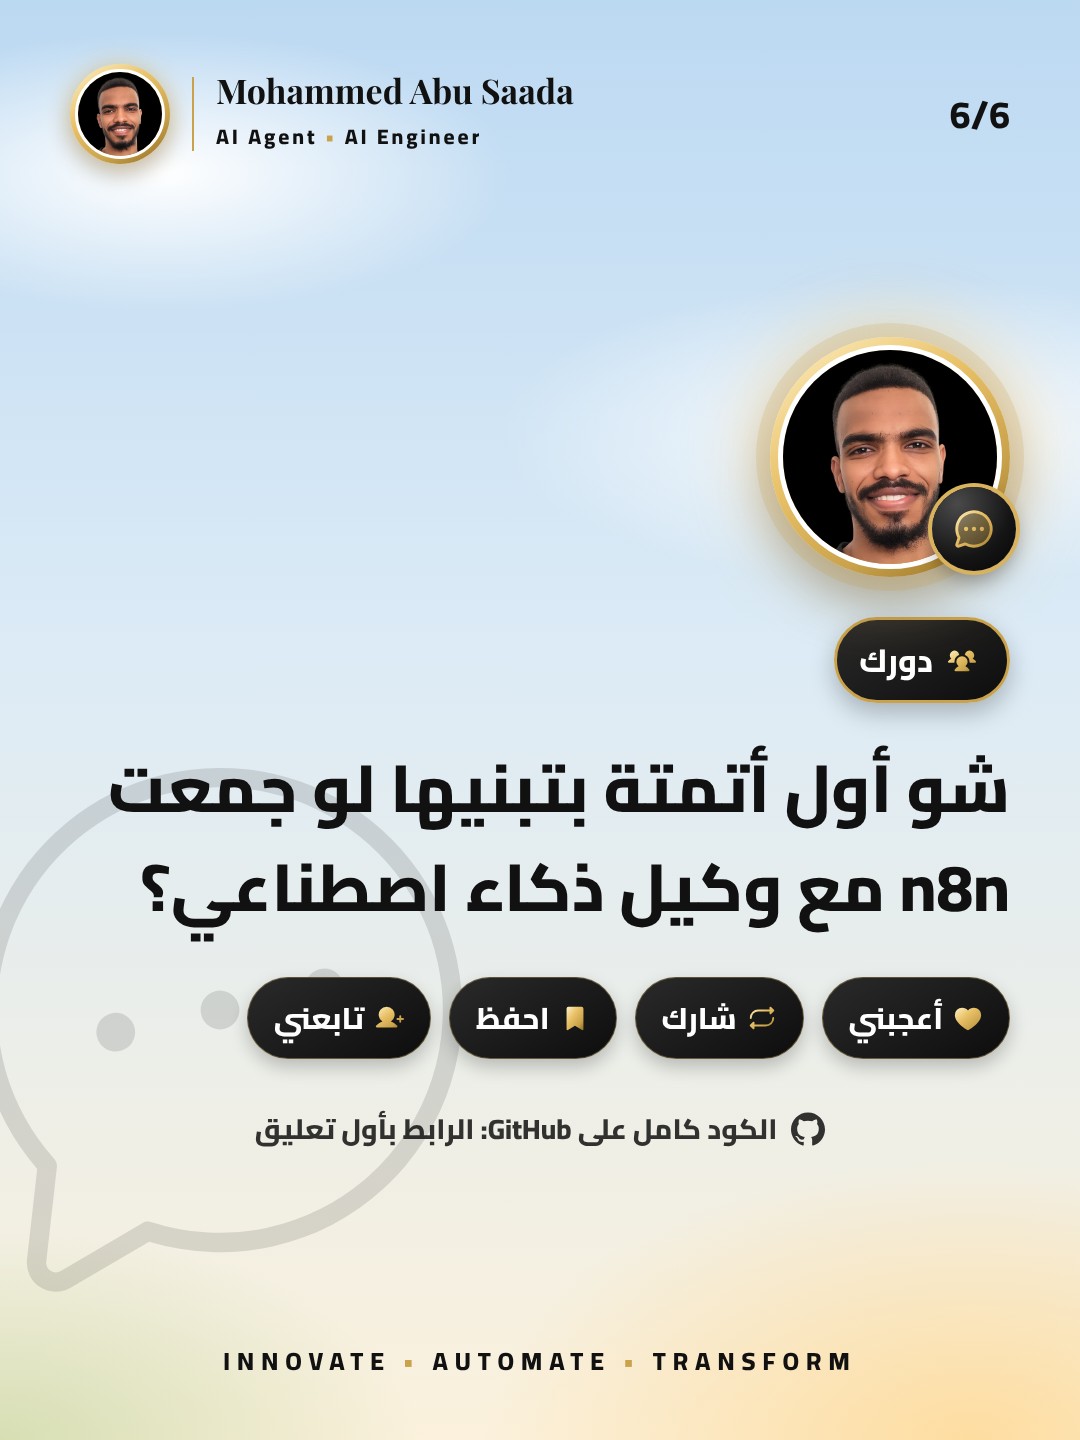 Mohammed Abu Saada
AI Agent ▪ AI Engineer
6/6
دورك
شو أول أتمتة بتبنيها لو جمعت
n8n مع وكيل ذكاء اصطناعي؟
أعجبني
شارك
احفظ
تابعني
الكود كامل على GitHub: الرابط بأول تعليق
INNOVATE ▪ AUTOMATE ▪ TRANSFORM